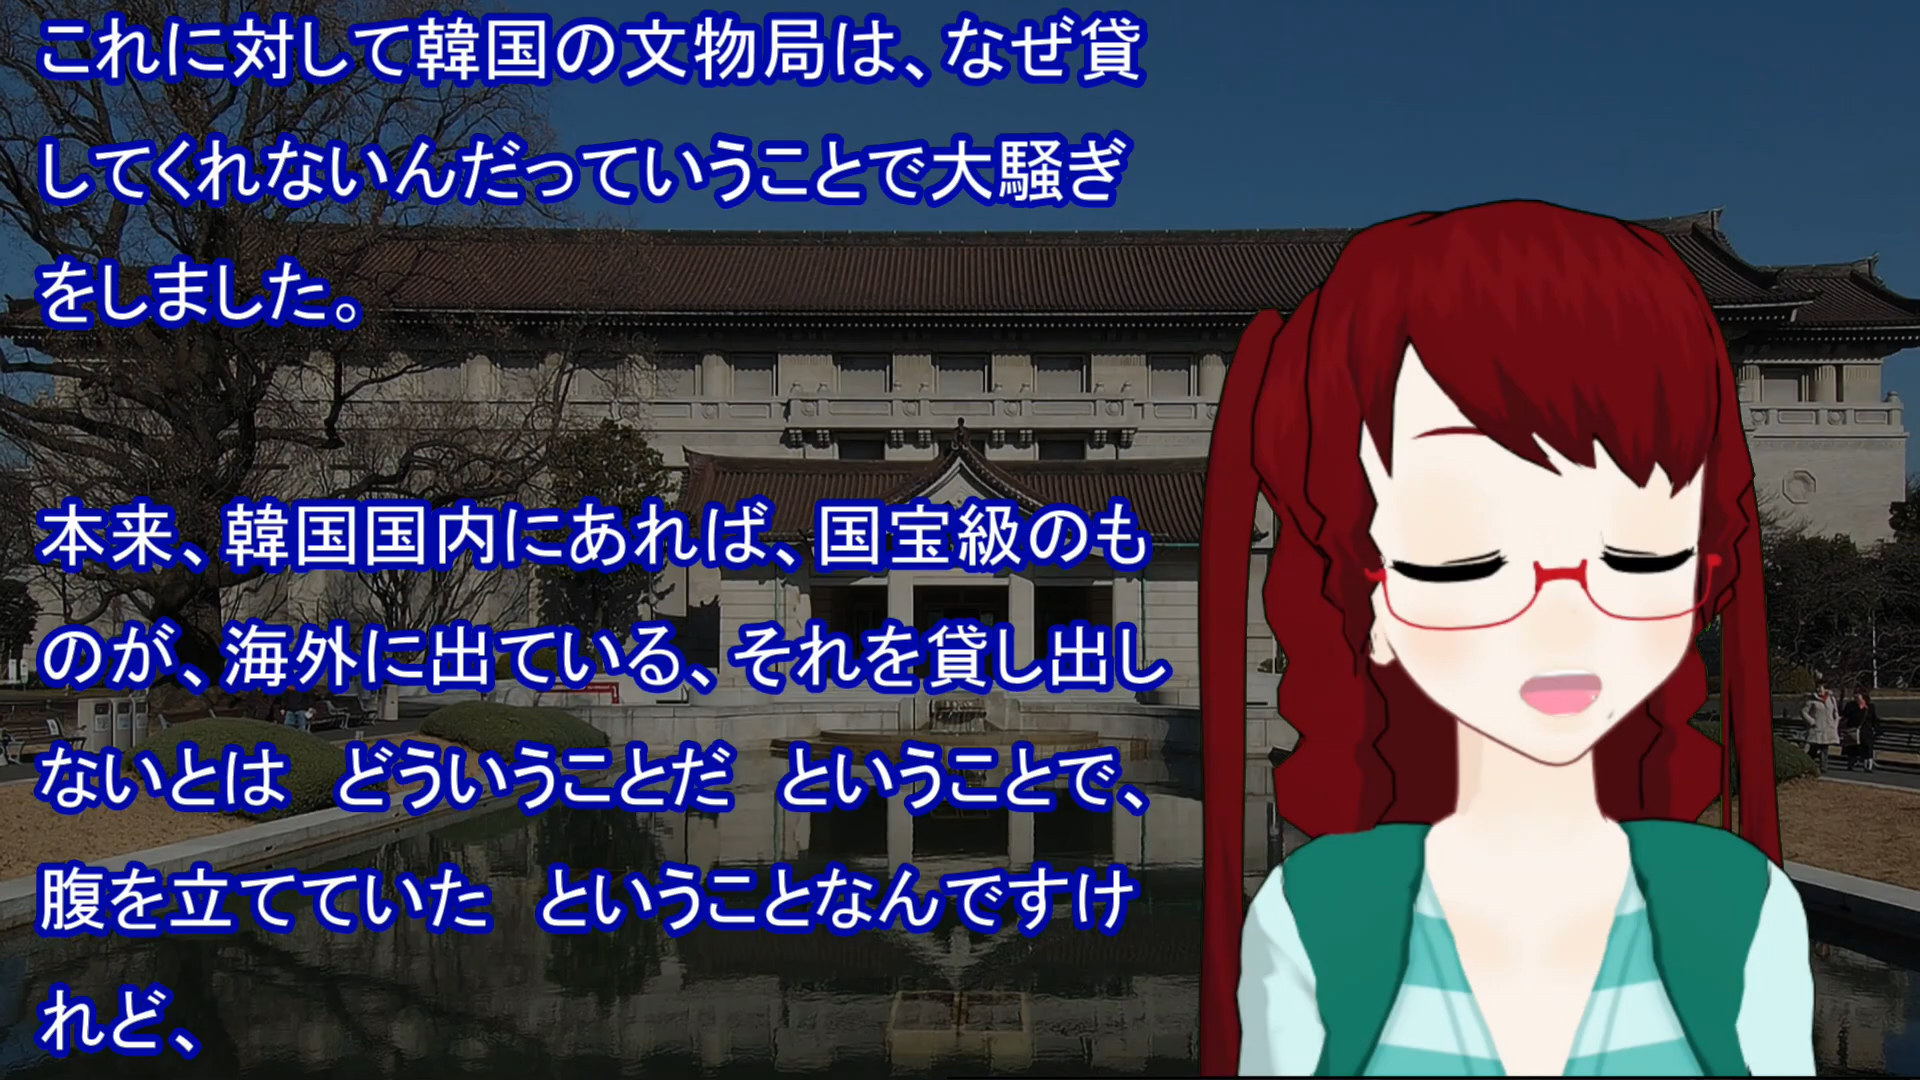 これに対して韓国の文物局は、なぜ貸
してくれないんだっていうことで大騒ぎ
をしました。
本来、韓国国内にあれば、国宝級のも
のが、海外に出ている、それを貸し出し
ないとは　どういうことだ　ということで、
腹を立てていた　ということなんですけ
れど、